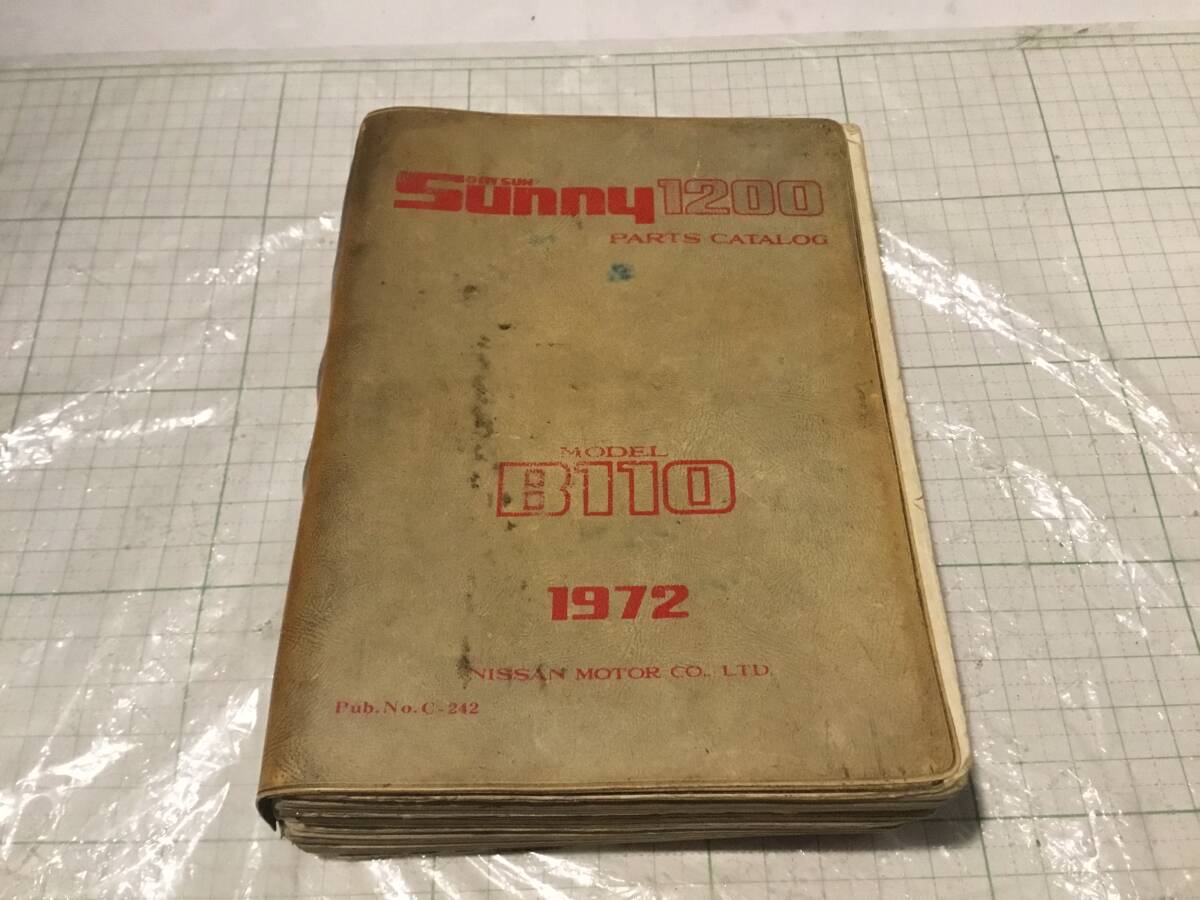 DATSUN
Sunny 1200
PARTS CATALOG
MODEL
B110
1972
NISSAN MOTOR CO., LTD.
Pub. No. C-242